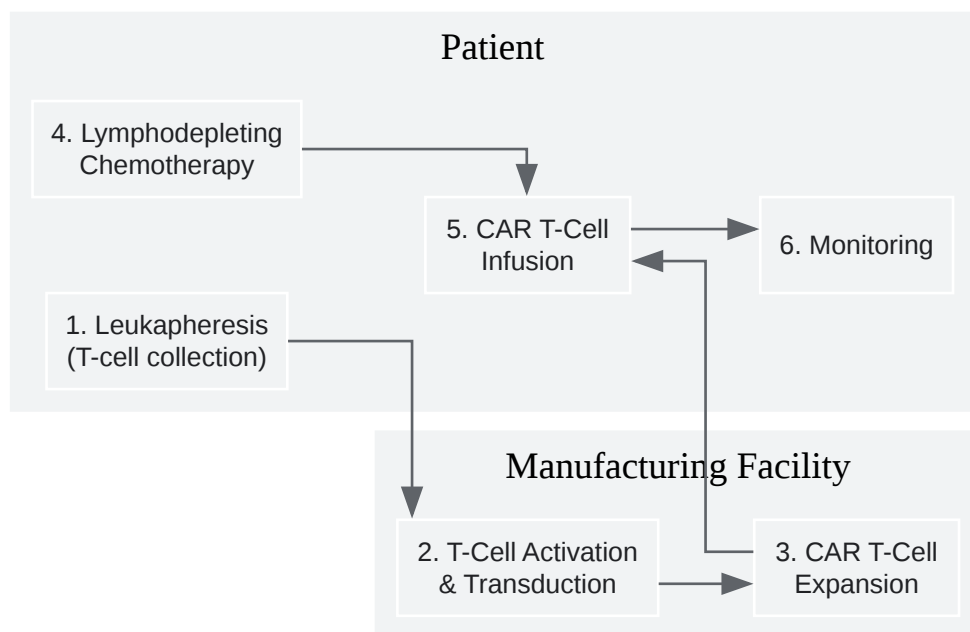 Patient
4. Lymphodepleting
Chemotherapy
5. CAR T-Cell
Infusion
6. Monitoring
1. Leukapheresis
(T-cell collection)
Manufacturing Facility
2. T-Cell Activation
& Transduction
3. CAR T-Cell
Expansion